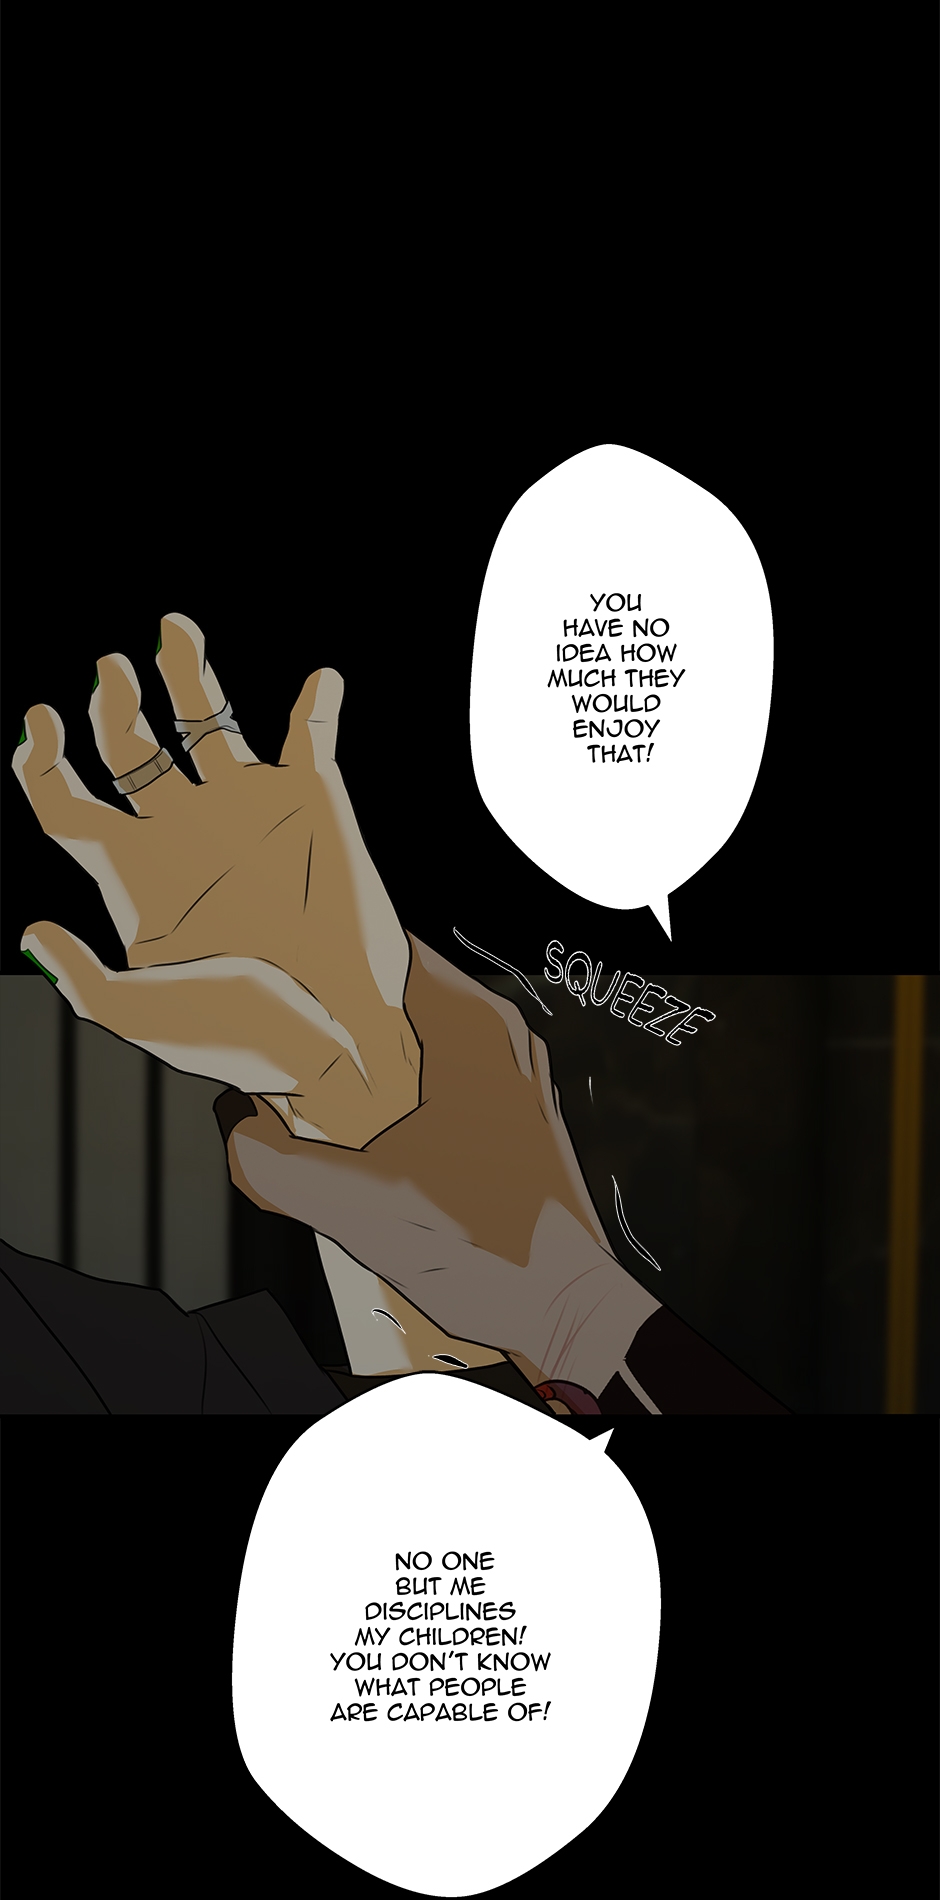 YOU
HAVE NO
IDEA HOW
MUCH THEY
WOULD
ENJOY
THAT!
SQUEEZE
NO ONE
BUT ME
DISCIPLINES
MY CHILDREN!
YOU DON'T KNOW
WHAT PEOPLE
ARE CAPABLE OF!